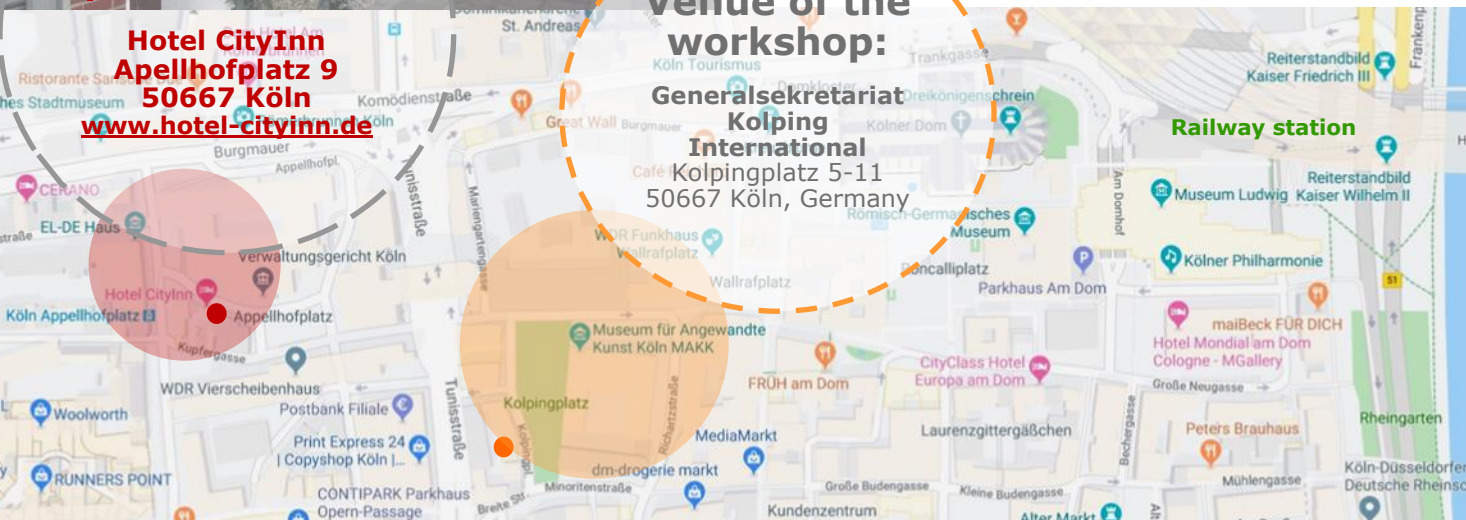 Hotel CityInn
Apellhofplatz 9
50667 Köln
www.hotel-cityinn.de
Venue of the
workshop:
Generalsekretariat
Kolping
International
Kolpingplatz 5-11
50667 Köln, Germany
Railway station
St. Andreas
Köln Tourismus
Trankgasse
Reiterstandbild
Kaiser Friedrich III
Ristorante
Stadtmuseum
Komödienstraße
Köln
Great Wall
Burgmauer
Domkloster
Dreikönigenschrein
Kölner Dom
Burgmauer
Appellhofpl.
Café
CERANO
EL-DE Haus
Tunisstraße
Mariengartengasse
Am Domhof
Museum Ludwig
Reiterstandbild
Kaiser Wilhelm II
Römisch-Germanisches
Museum
WDR Funkhaus
Wallrafplatz
Verwaltungsgericht Köln
Wallrafplatz
Roncalliplatz
Parkhaus Am Dom
Kölner Philharmonie
51
Hotel CityInn
Köln Appellhofplatz
Appellhofplatz
Kupfergasse
Museum für Angewandte
Kunst Köln MAKK
maiBeck FÜR DICH
Hotel Mondial am Dom
Cologne - MGallery
WDR Vierscheibenhaus
FRÜH am Dom
CityClass Hotel
Europa am Dom
Große Neugasse
Woolworth
Postbank Filiale
Tunisstraße
Kolpingplatz
Kolpingpl.
Richartzstraße
MediaMarkt
Laurenzgittergäßchen
Bechergasse
Peters Brauhaus
Rheingarten
Print Express 24
| Copyshop Köln |...
RUNNERS POINT
dm-drogerie markt
Minoritenstraße
Große Budengasse
Kleine Budengasse
Mühlengasse
Köln-Düsseldorfer
Deutsche Rheinsc
CONTIPARK Parkhaus
Opern-Passage
Breite Str.
Kundenzentrum
Alter Markt